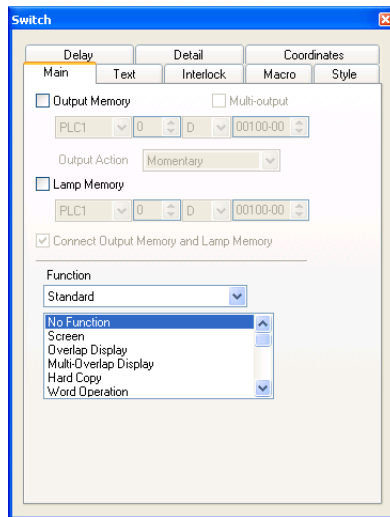 Switch
Delay Detail Coordinates
Main Text Interlock Macro Style
Output Memory Multi-output
PLC1 0 D 00100-00
Output Action Momentary
Lamp Memory
PLC1 0 D 00100-00
Connect Output Memory and Lamp Memory
Function
Standard
No Function
Screen
Overlap Display
Multi-Overlap Display
Hard Copy
Word Operation